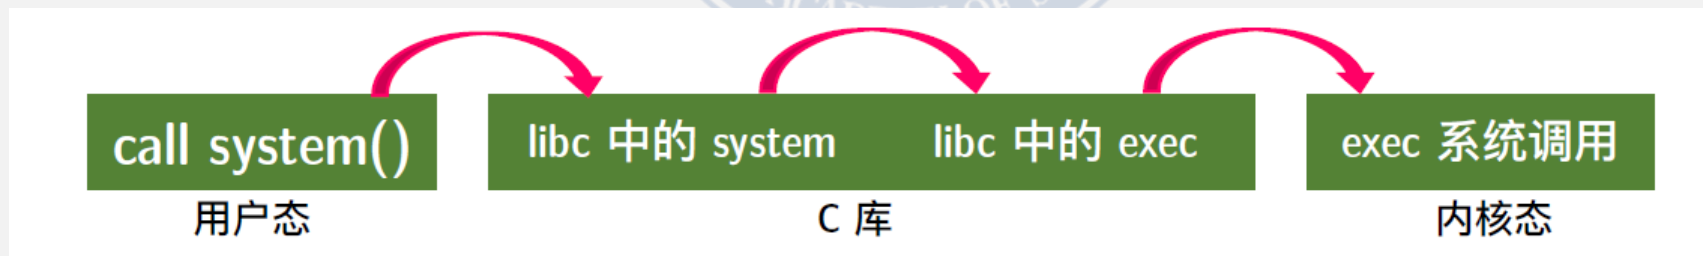 call system()
libc 中的 system
libc 中的 exec
exec 系统调用
用户态
C 库
内核态